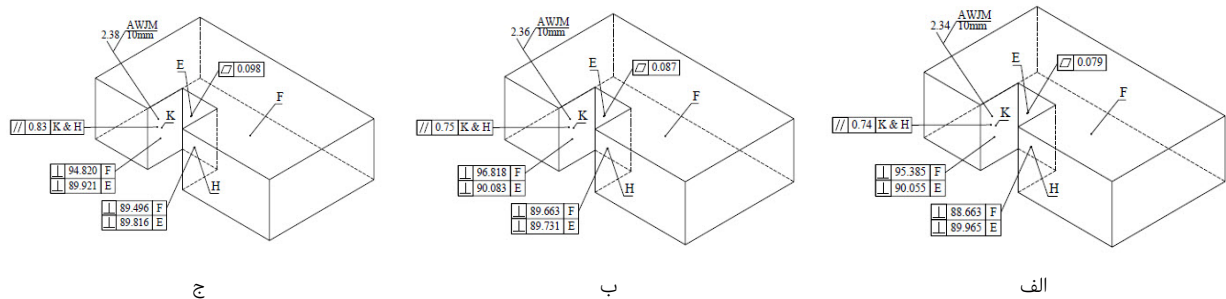 2.38 AWJM
10mm
E
⏥ 0.098
F
K
// 0.83 K & H
⊥ 94.820 F
⊥ 89.921 E
H
⊥ 89.496 F
⊥ 89.816 E
ج
2.36 AWJM
10mm
E
⏥ 0.087
F
K
// 0.75 K & H
⊥ 96.818 F
⊥ 90.083 E
H
⊥ 89.663 F
⊥ 89.731 E
ب
2.34 AWJM
10mm
E
⏥ 0.079
F
K
// 0.74 K & H
⊥ 95.385 F
⊥ 90.055 E
H
⊥ 88.663 F
⊥ 89.965 E
الف